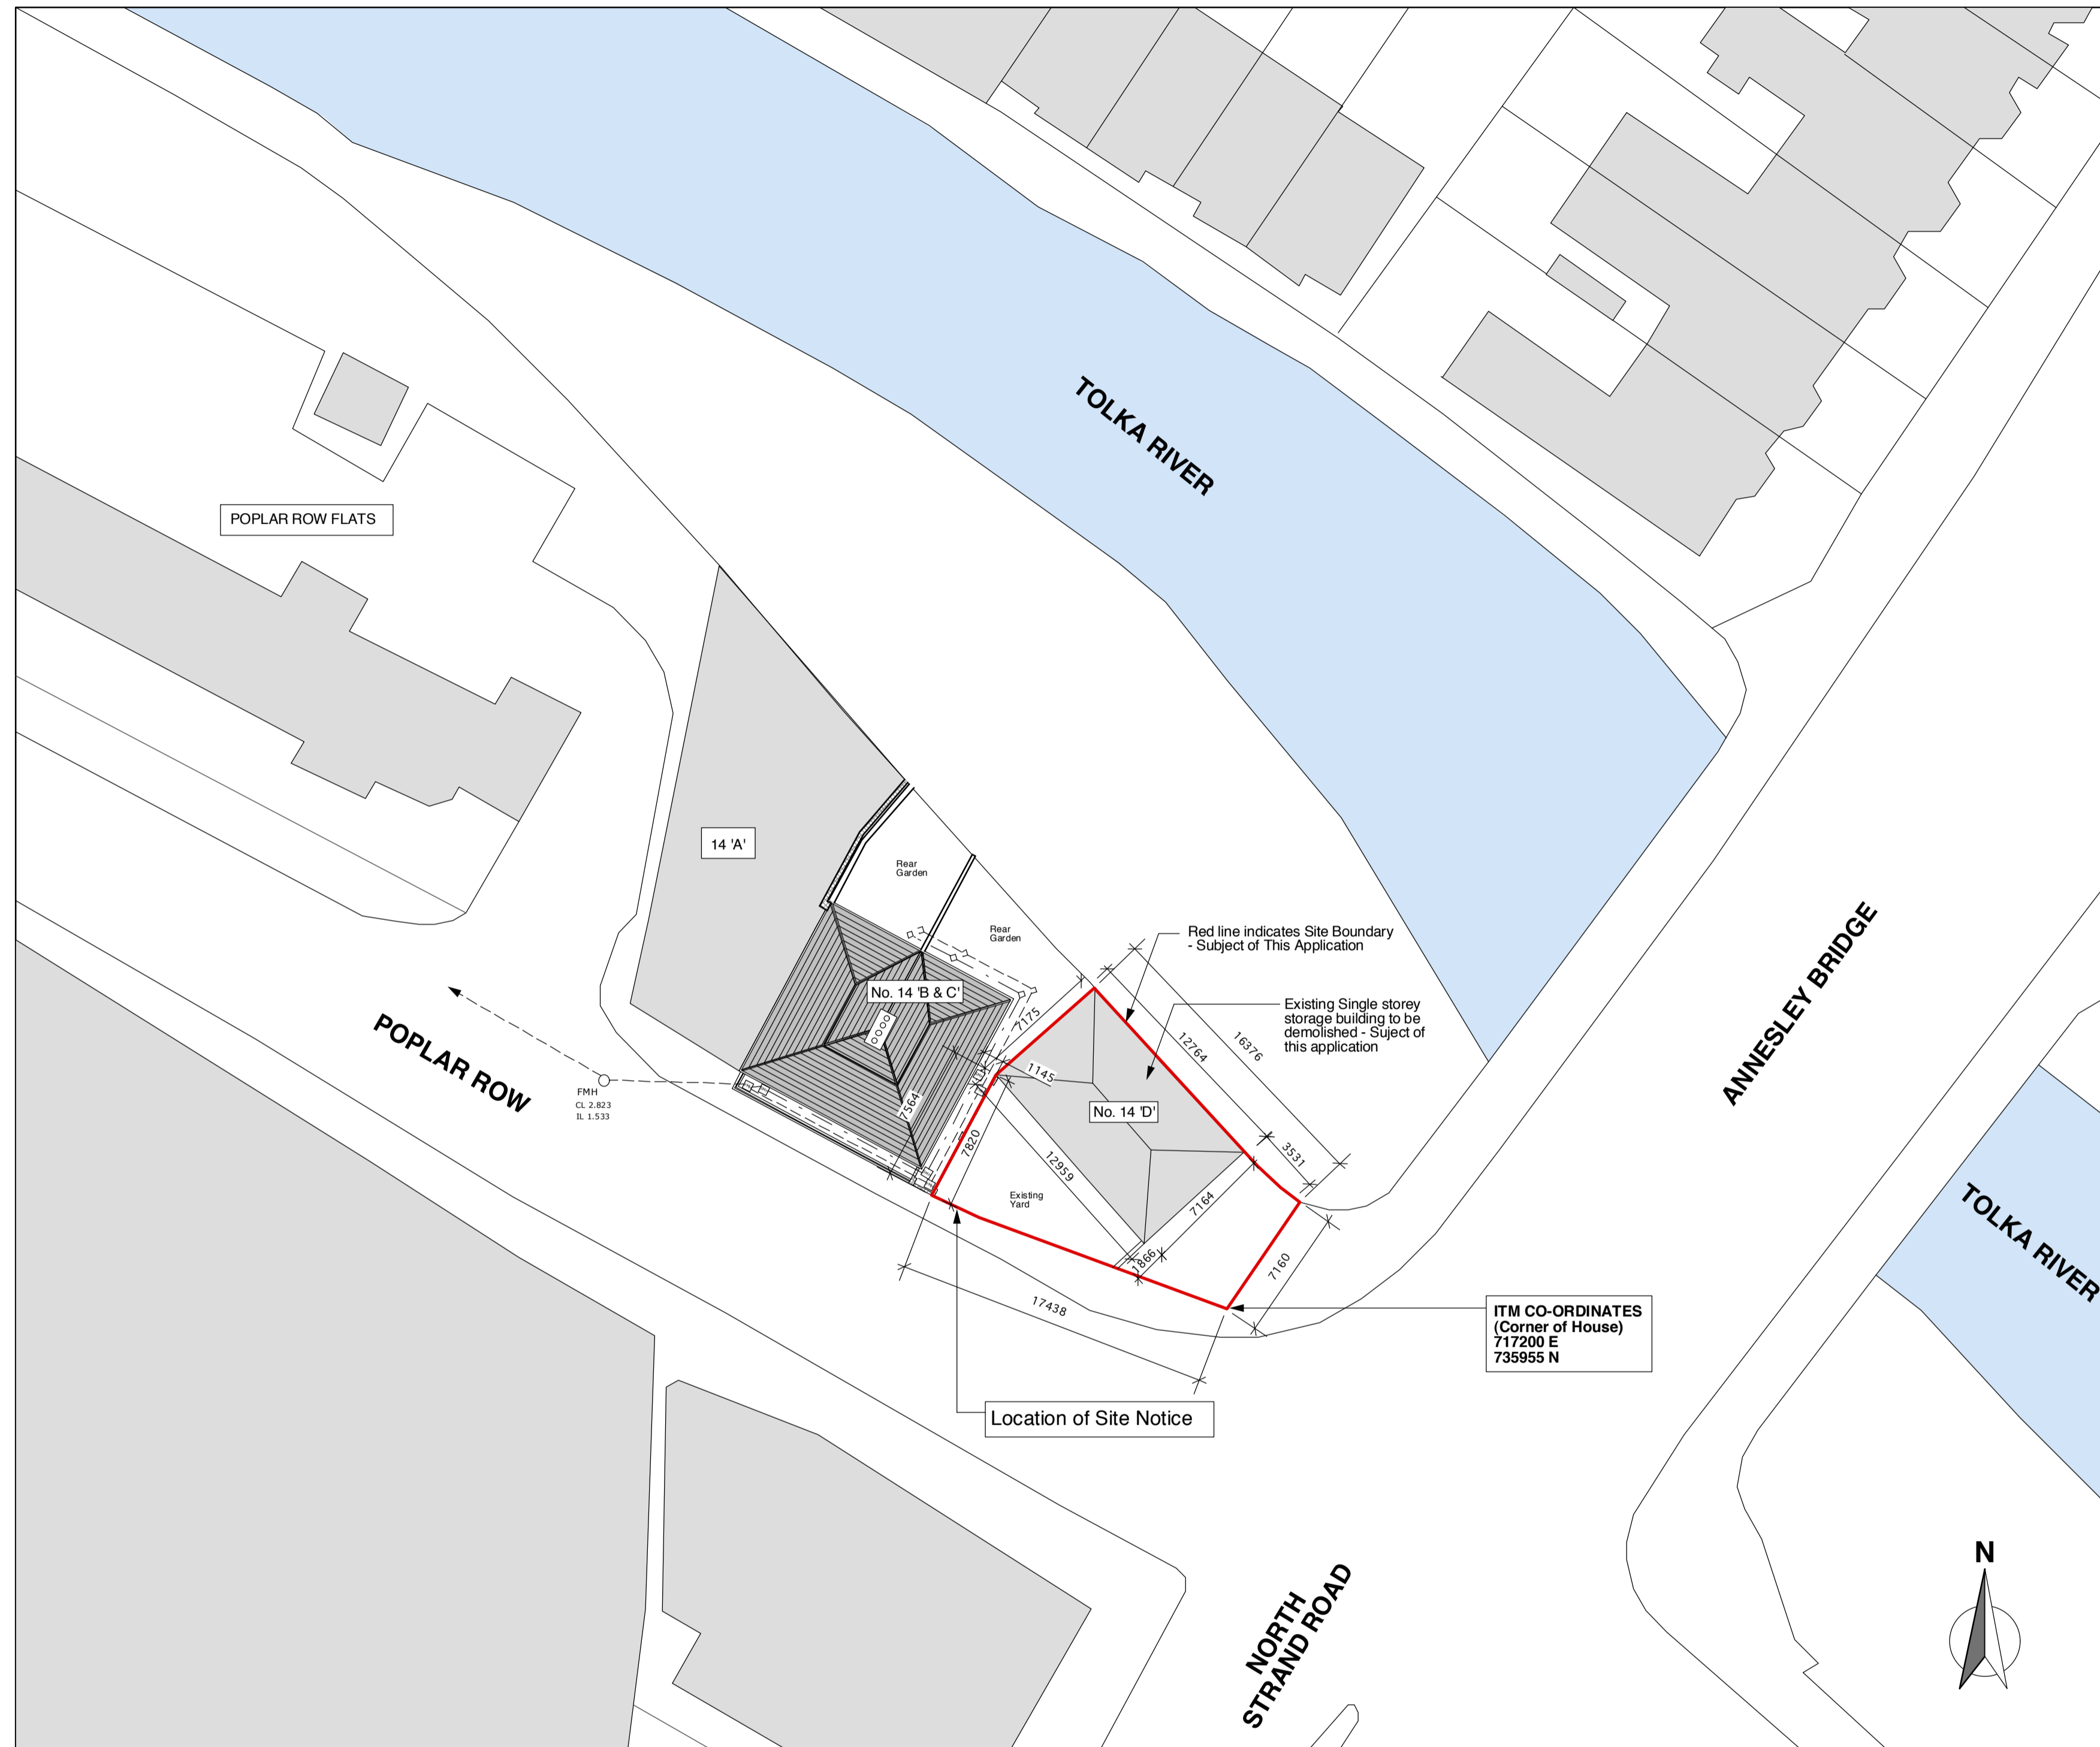 TOLKA RIVER
POPLAR ROW FLATS
14 'A'
Rear
Garden
Rear
Garden
Red line indicates Site Boundary
- Subject of This Application
No. 14 'B & C'
Existing Single storey
storage building to be
demolished - Suject of
this application
7175
12764
16376
1145
POPLAR ROW
FMH
CL 2.823
IL 1.533
7564
No. 14 'D'
7820
12959
3531
Existing
Yard
7164
1866
7160
17438
ANNESLEY BRIDGE
TOLKA RIVER
ITM CO-ORDINATES
(Corner of House)
717200 E
735955 N
Location of Site Notice
NORTH
STRAND ROAD
N